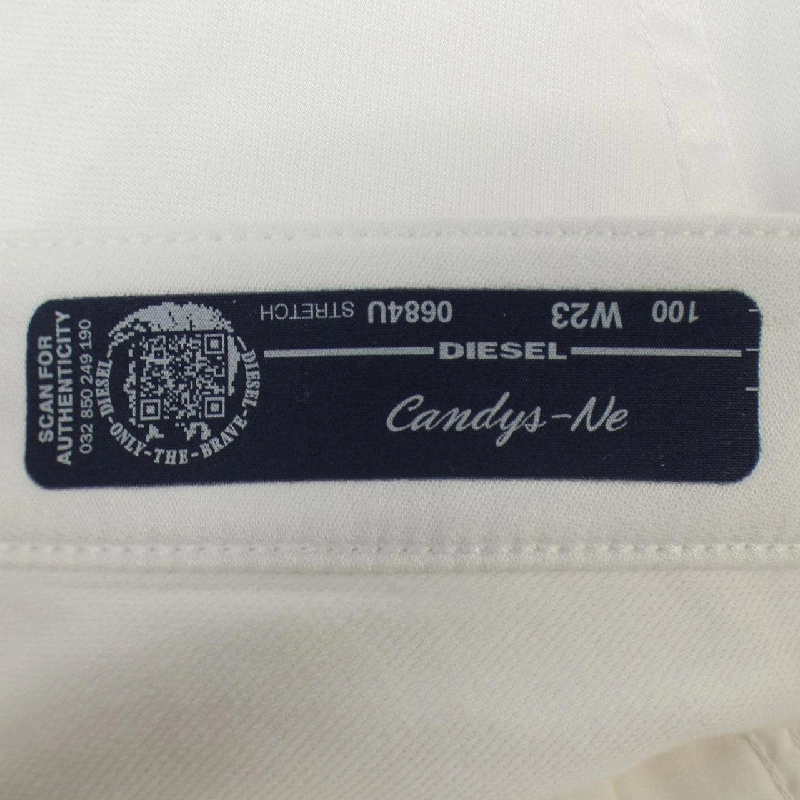 SCAN FOR
AUTHENTICITY
032 850 249 190
DIESEL
ONLY-THE-BRAVE-
DIESEL-
100 W23 0684U STRETCH
DIESEL
Candys-Ne